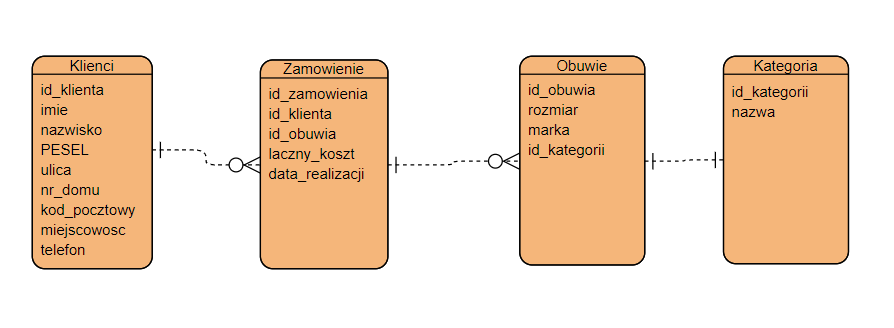 Klienci
id_klienta
imie
nazwisko
PESEL
ulica
nr_domu
kod_pocztowy
miejscowosc
telefon
Zamowienie
id_zamowienia
id_klienta
id_obuwia
laczny_koszt
data_realizacji
Obuwie
id_obuwia
rozmiar
marka
id_kategorii
Kategoria
id_kategorii
nazwa